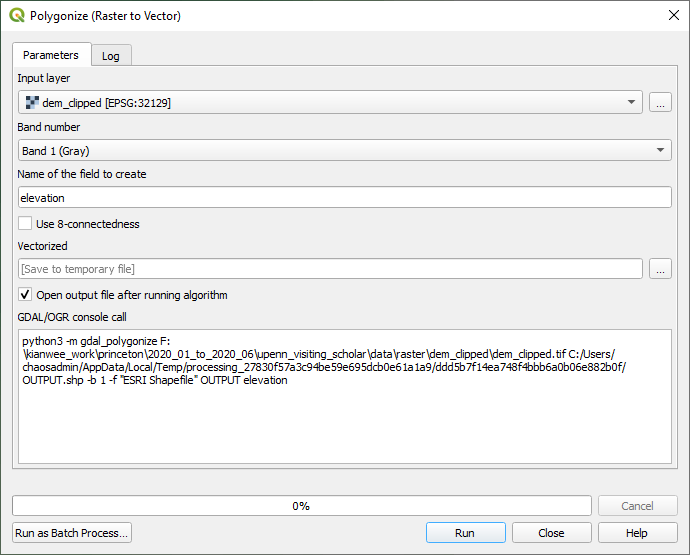 Polygonize (Raster to Vector)
Parameters
Log
Input layer
dem_clipped [EPSG:32129]
...
Band number
Band 1 (Gray)
Name of the field to create
elevation
Use 8-connectedness
Vectorized
[Save to temporary file]
...
Open output file after running algorithm
GDAL/OGR console call
python3 -m gdal_polygonize F:
\kianwee_work\princeton\2020_01_to_2020_06\upenn_visiting_scholar\data\raster\dem_clipped\dem_clipped.tif C:/Users/
chaosadmin/AppData/Local/Temp/processing_27830f57a3c94be59e695dcb0e61a1a9/ddd5b7f14ea748f4bbb6a0b06e882b0f/
OUTPUT.shp -b 1 -f "ESRI Shapefile" OUTPUT elevation
0%
Cancel
Run as Batch Process...
Run
Close
Help